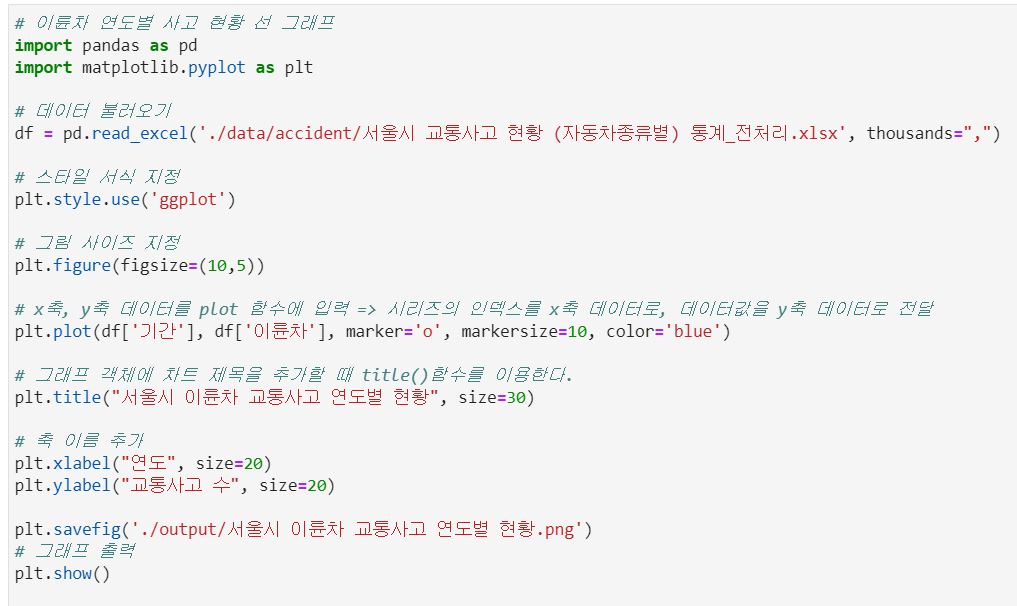 # 이륜차 연도별 사고 현황 선 그래프
import pandas as pd
import matplotlib.pyplot as plt
# 데이터 불러오기
df = pd.read_excel('./data/accident/서울시 교통사고 현황 (자동차종류별) 통계_전처리.xlsx', thousands=",")
# 스타일 서식 지정
plt.style.use('ggplot')
# 그림 사이즈 지정
plt.figure(figsize=(10,5))
# x축, y축 데이터를 plot 함수에 입력 => 시리즈의 인덱스를 x축 데이터로, 데이터값을 y축 데이터로 전달
plt.plot(df['기간'], df['이륜차'], marker='o', markersize=10, color='blue')
# 그래프 객체에 차트 제목을 추가할 때 title()함수를 이용한다.
plt.title("서울시 이륜차 교통사고 연도별 현황", size=30)
# 축 이름 추가
plt.xlabel("연도", size=20)
plt.ylabel("교통사고 수", size=20)
plt.savefig('./output/서울시 이륜차 교통사고 연도별 현황.png')
# 그래프 출력
plt.show()